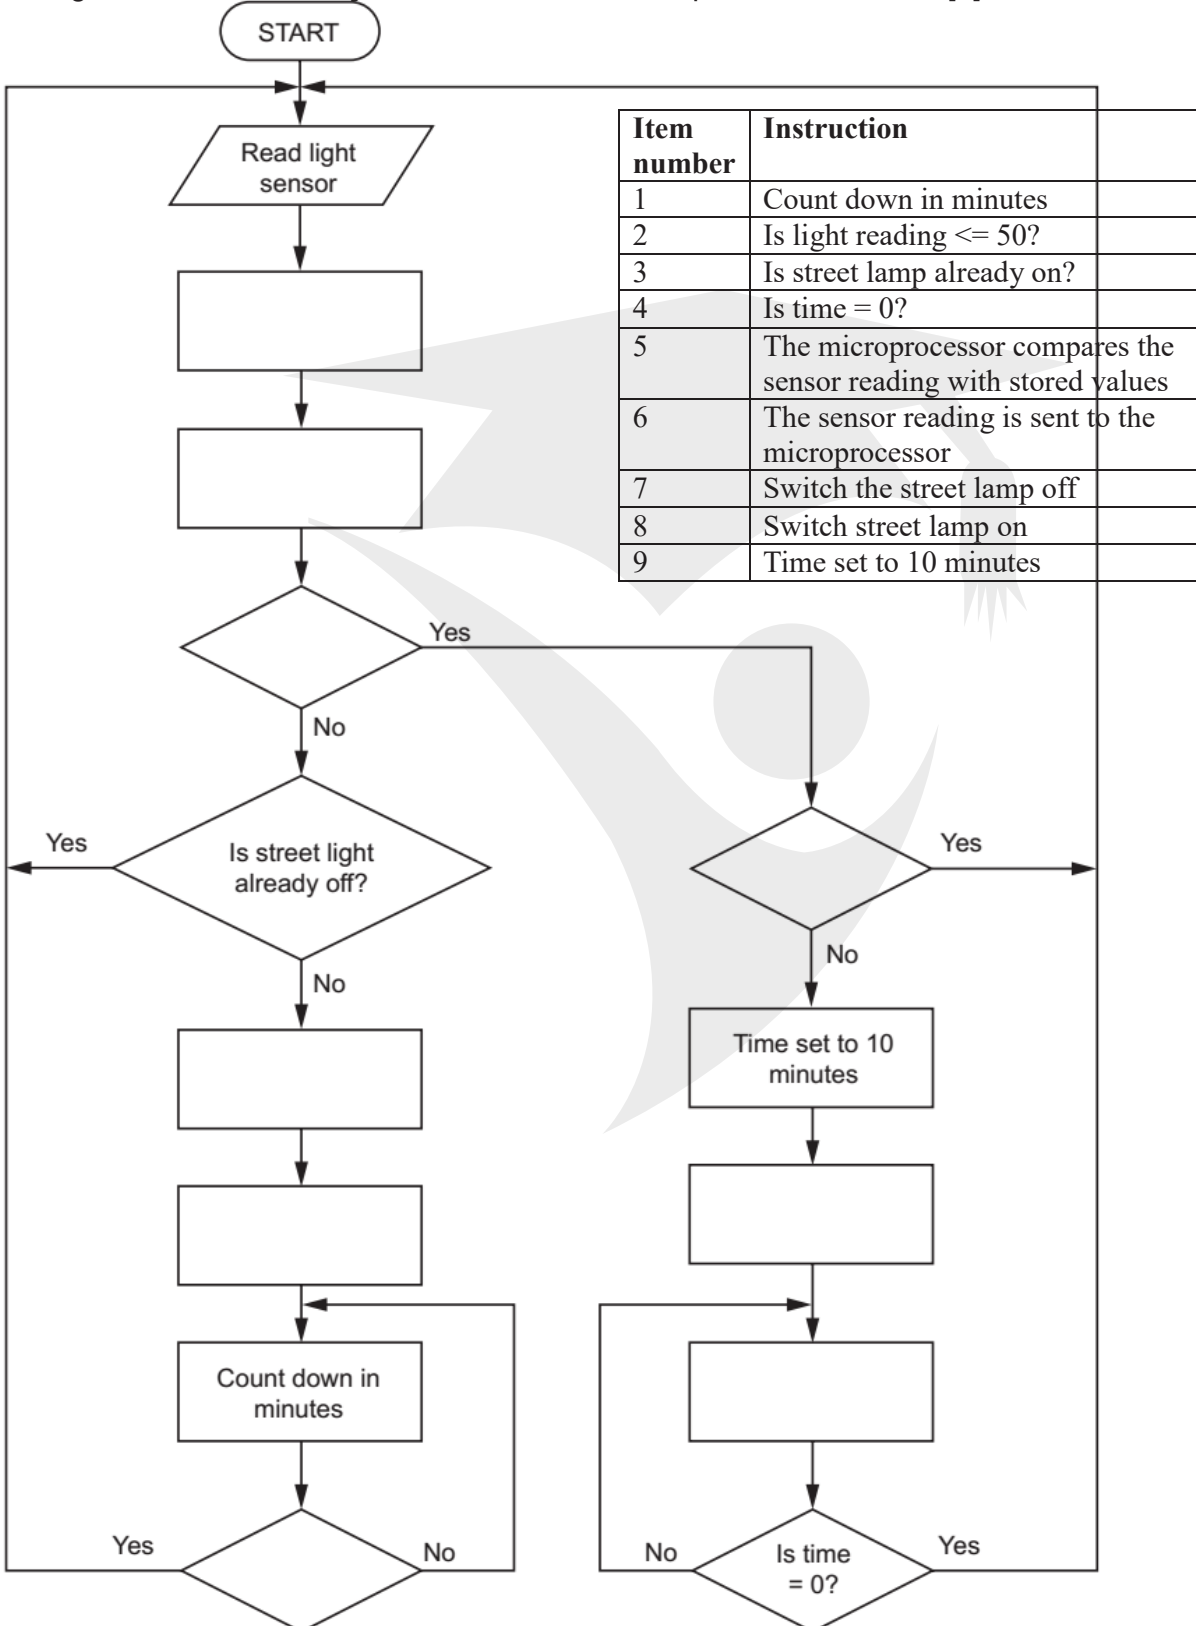 START
Read light
sensor
Item
number
Instruction
1 Count down in minutes
2 Is light reading <= 50?
3 Is street lamp already on?
4 Is time = 0?
5 The microprocessor compares the
sensor reading with stored values
6 The sensor reading is sent to the
microprocessor
7 Switch the street lamp off
8 Switch street lamp on
9 Time set to 10 minutes
Yes
No
Yes
Is street light
already off?
Yes
No
No
Time set to 10
minutes
Count down in
minutes
Yes
No
No
Is time
= 0?
Yes